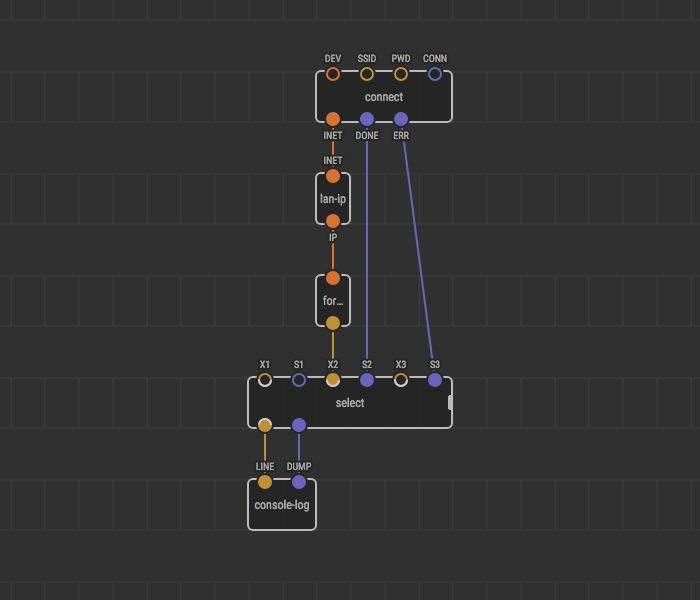 DEV SSID PWD CONN
connect
INET DONE ERR
INET
lan-ip
IP
for...
X1 S1 X2 S2 X3 S3
select
LINE DUMP
console-log